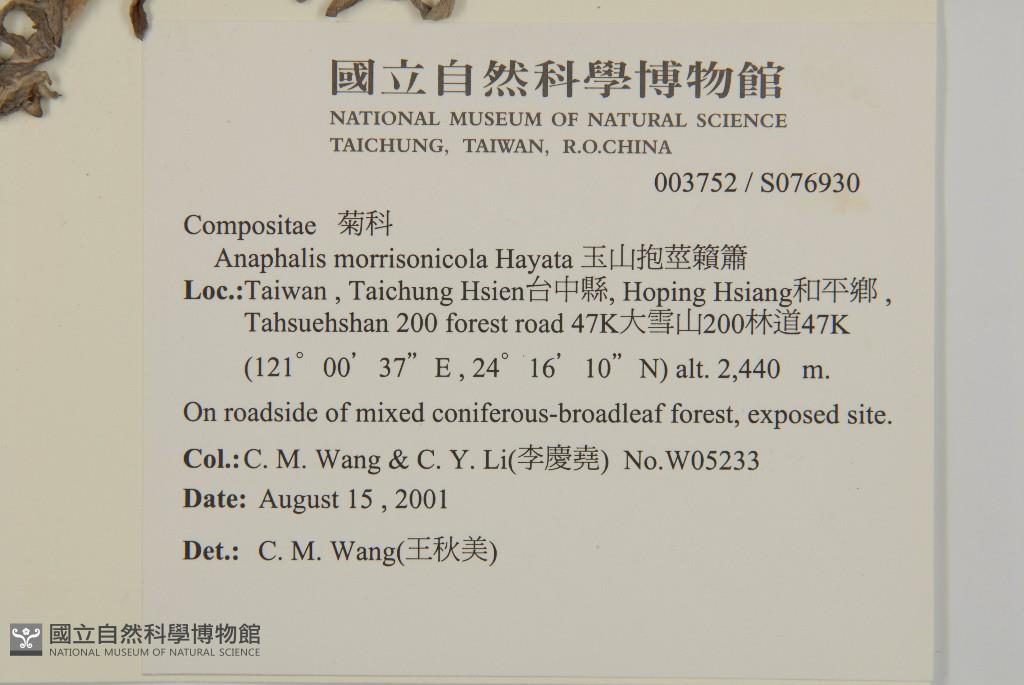 國立自然科學博物館
NATIONAL MUSEUM OF NATURAL SCIENCE
TAICHUNG, TAIWAN, R.O.CHINA
003752 / S076930
Compositae 菊科
Anaphalis morrisonicola Hayata 玉山抱莖籟簫
Loc.:Taiwan , Taichung Hsien台中縣, Hoping Hsiang和平鄉 ,
Tahsuehshan 200 forest road 47K大雪山200林道47K
(121° 00′ 37” E , 24° 16′ 10” N) alt. 2,440 m.
On roadside of mixed coniferous-broadleaf forest, exposed site.
Col.:C. M. Wang & C. Y. Li(李慶堯) No.W05233
Date: August 15 , 2001
Det.: C. M. Wang(王秋美)
國立自然科學博物館
NATIONAL MUSEUM OF NATURAL SCIENCE